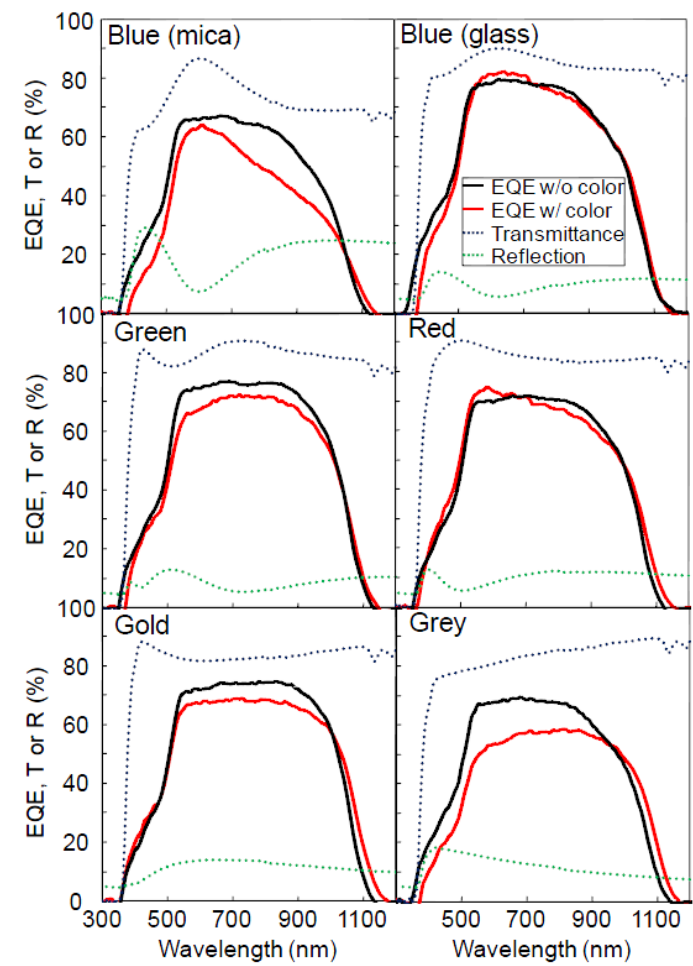 100
80
60
40
20
EQE, T or R (%)
Blue (mica)
Blue (glass)
EQE w/o color
EQE w/ color
Transmittance
Reflection
100
80
60
40
20
EQE, T or R (%)
Green
Red
100
80
60
40
20
0
EQE, T or R (%)
Gold
Grey
300 500 700 900 1100
500 700 900 1100
Wavelength (nm)
Wavelength (nm)